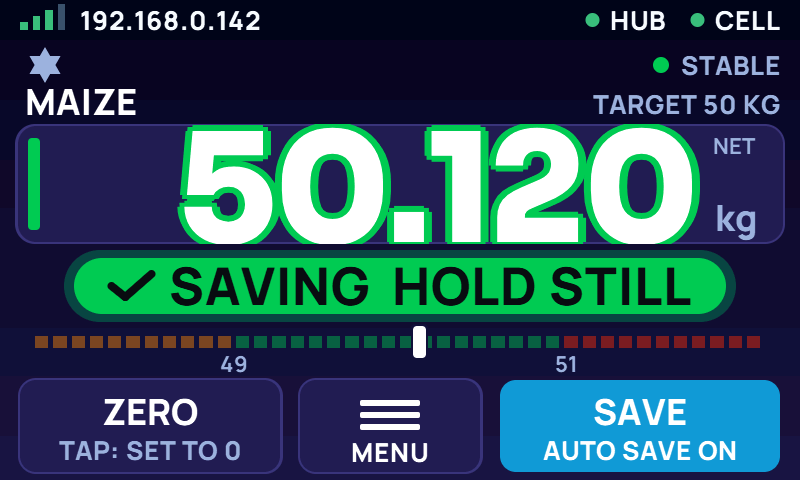 192.168.0.142
HUB
CELL
STABLE
MAIZE
TARGET 50 KG
50.120
NET
kg
SAVING HOLD STILL
49
51
ZERO
TAP: SET TO 0
MENU
SAVE
AUTO SAVE ON